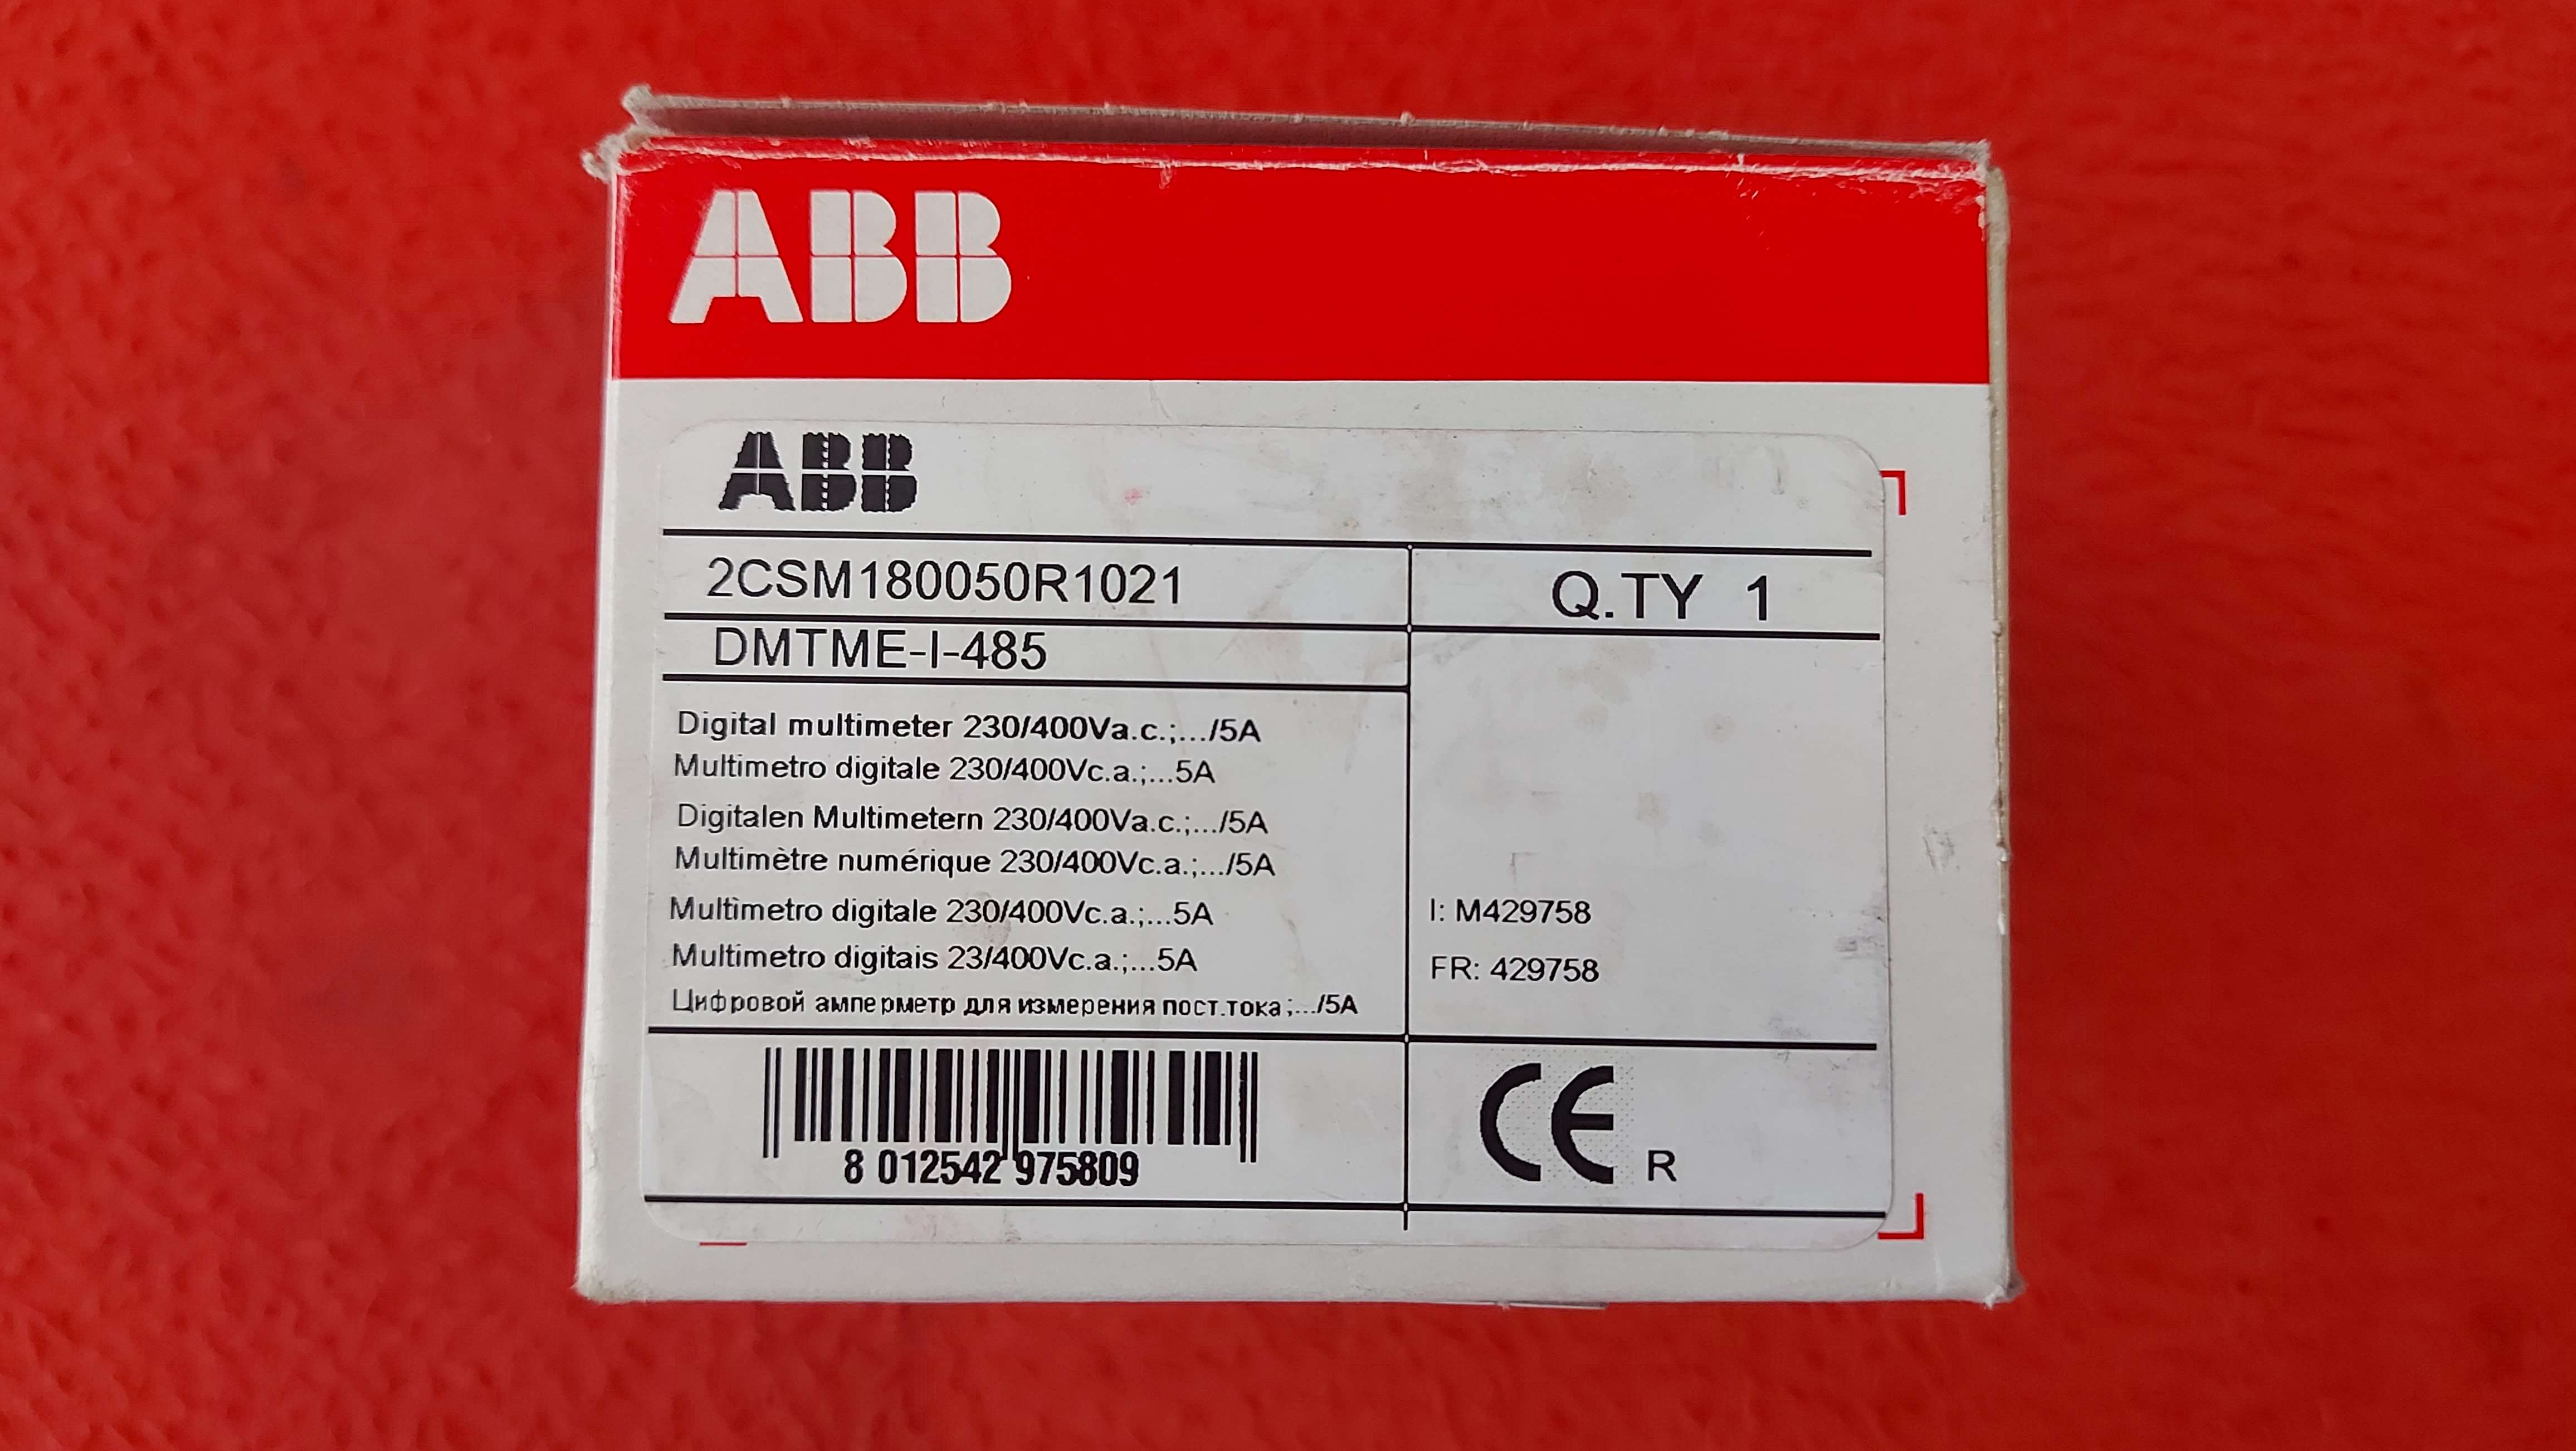 ABB
ABB
2CSM180050R1021
Q.TY 1
DMTME-I-485
Digital multimeter 230/400Va.c.;.../5A
Multimetro digitale 230/400Vc.a.;...5A
Digitalen Multimetern 230/400Va.c.;.../5A
Multimètre numérique 230/400Vc.a.;.../5A
Multimetro digitale 230/400Vc.a.;...5A
Multimetro digitais 23/400Vc.a.;...5A
Цифровой амперметр для измерения пост.тока;.../5A
I: M429758
FR: 429758
8 012542 975809
CE R